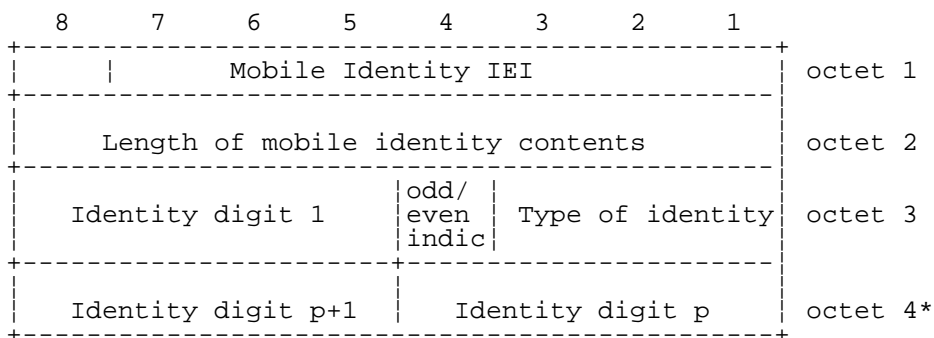 8 7 6 5 4 3 2 1
Mobile Identity IEI octet 1
Length of mobile identity contents octet 2
odd/
Identity digit 1 even Type of identity octet 3
indic
Identity digit p+1 Identity digit p octet 4*